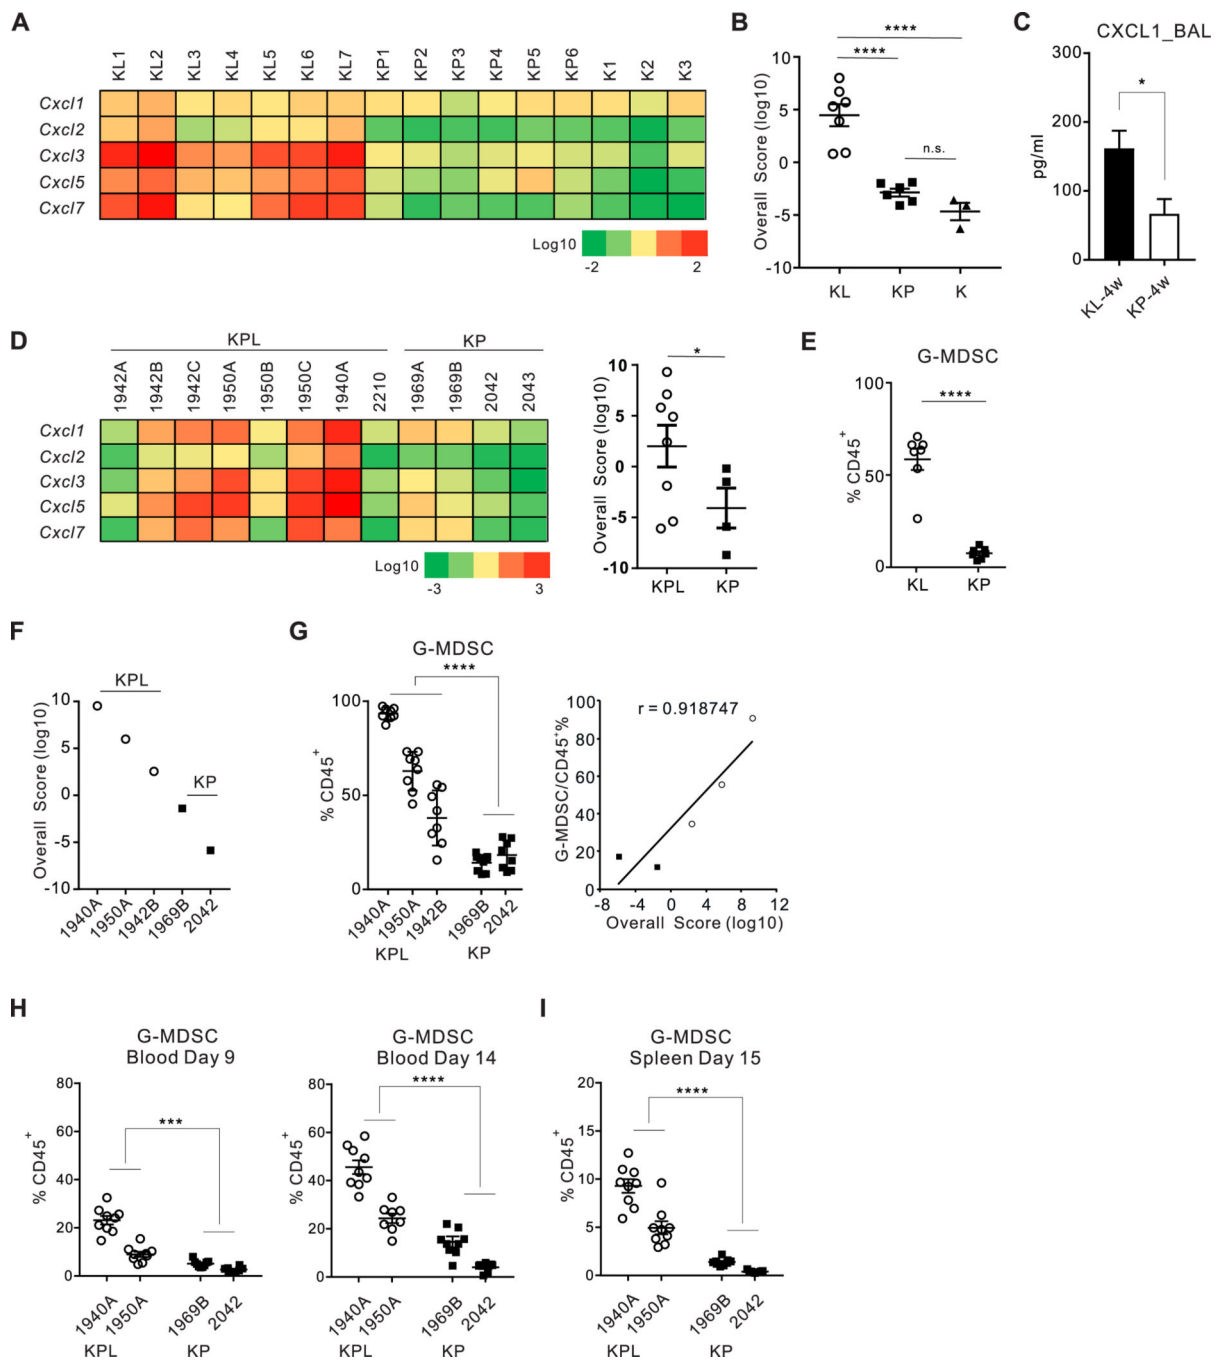 A
KL1 KL2 KL3 KL4 KL5 KL6 KL7 KP1 KP2 KP3 KP4 KP5 KP6 K1 K2 K3
Cxcl1
Cxcl2
Cxcl3
Cxcl5
Cxcl7
Log10
-2 2
B
****
****
n.s.
Overall Score (log10)
10
5
0
-5
-10
KL KP K
C
CXCL1_BAL
*
pg/ml
300
200
100
0
KL-4w KP-4w
D
KPL KP
1942A 1942B 1942C 1950A 1950B 1950C 1940A 2210 1969A 1969B 2042 2043
Cxcl1
Cxcl2
Cxcl3
Cxcl5
Cxcl7
Log10
-3 3
*
Overall Score (log10)
10
5
0
-5
-10
KPL KP
E
G-MDSC
****
% CD45+
100
50
0
KL KP
F
KPL
KP
Overall Score (log10)
10
5
0
-5
-10
1940A 1950A 1942B 1969B 2042
G
G-MDSC
****
% CD45+
100
50
0
1940A 1950A 1942B 1969B 2042
KPL KP
r = 0.918747
G-MDSC/CD45+%
100
80
60
40
20
0
-8 -4 0 4 8 12
Overall Score (log10)
H
G-MDSC
Blood Day 9
***
% CD45+
80
60
40
20
0
1940A 1950A 1969B 2042
KPL KP
G-MDSC
Blood Day 14
****
% CD45+
80
60
40
20
0
1940A 1950A 1969B 2042
KPL KP
I
G-MDSC
Spleen Day 15
****
% CD45+
20
15
10
5
0
1940A 1950A 1969B 2042
KPL KP